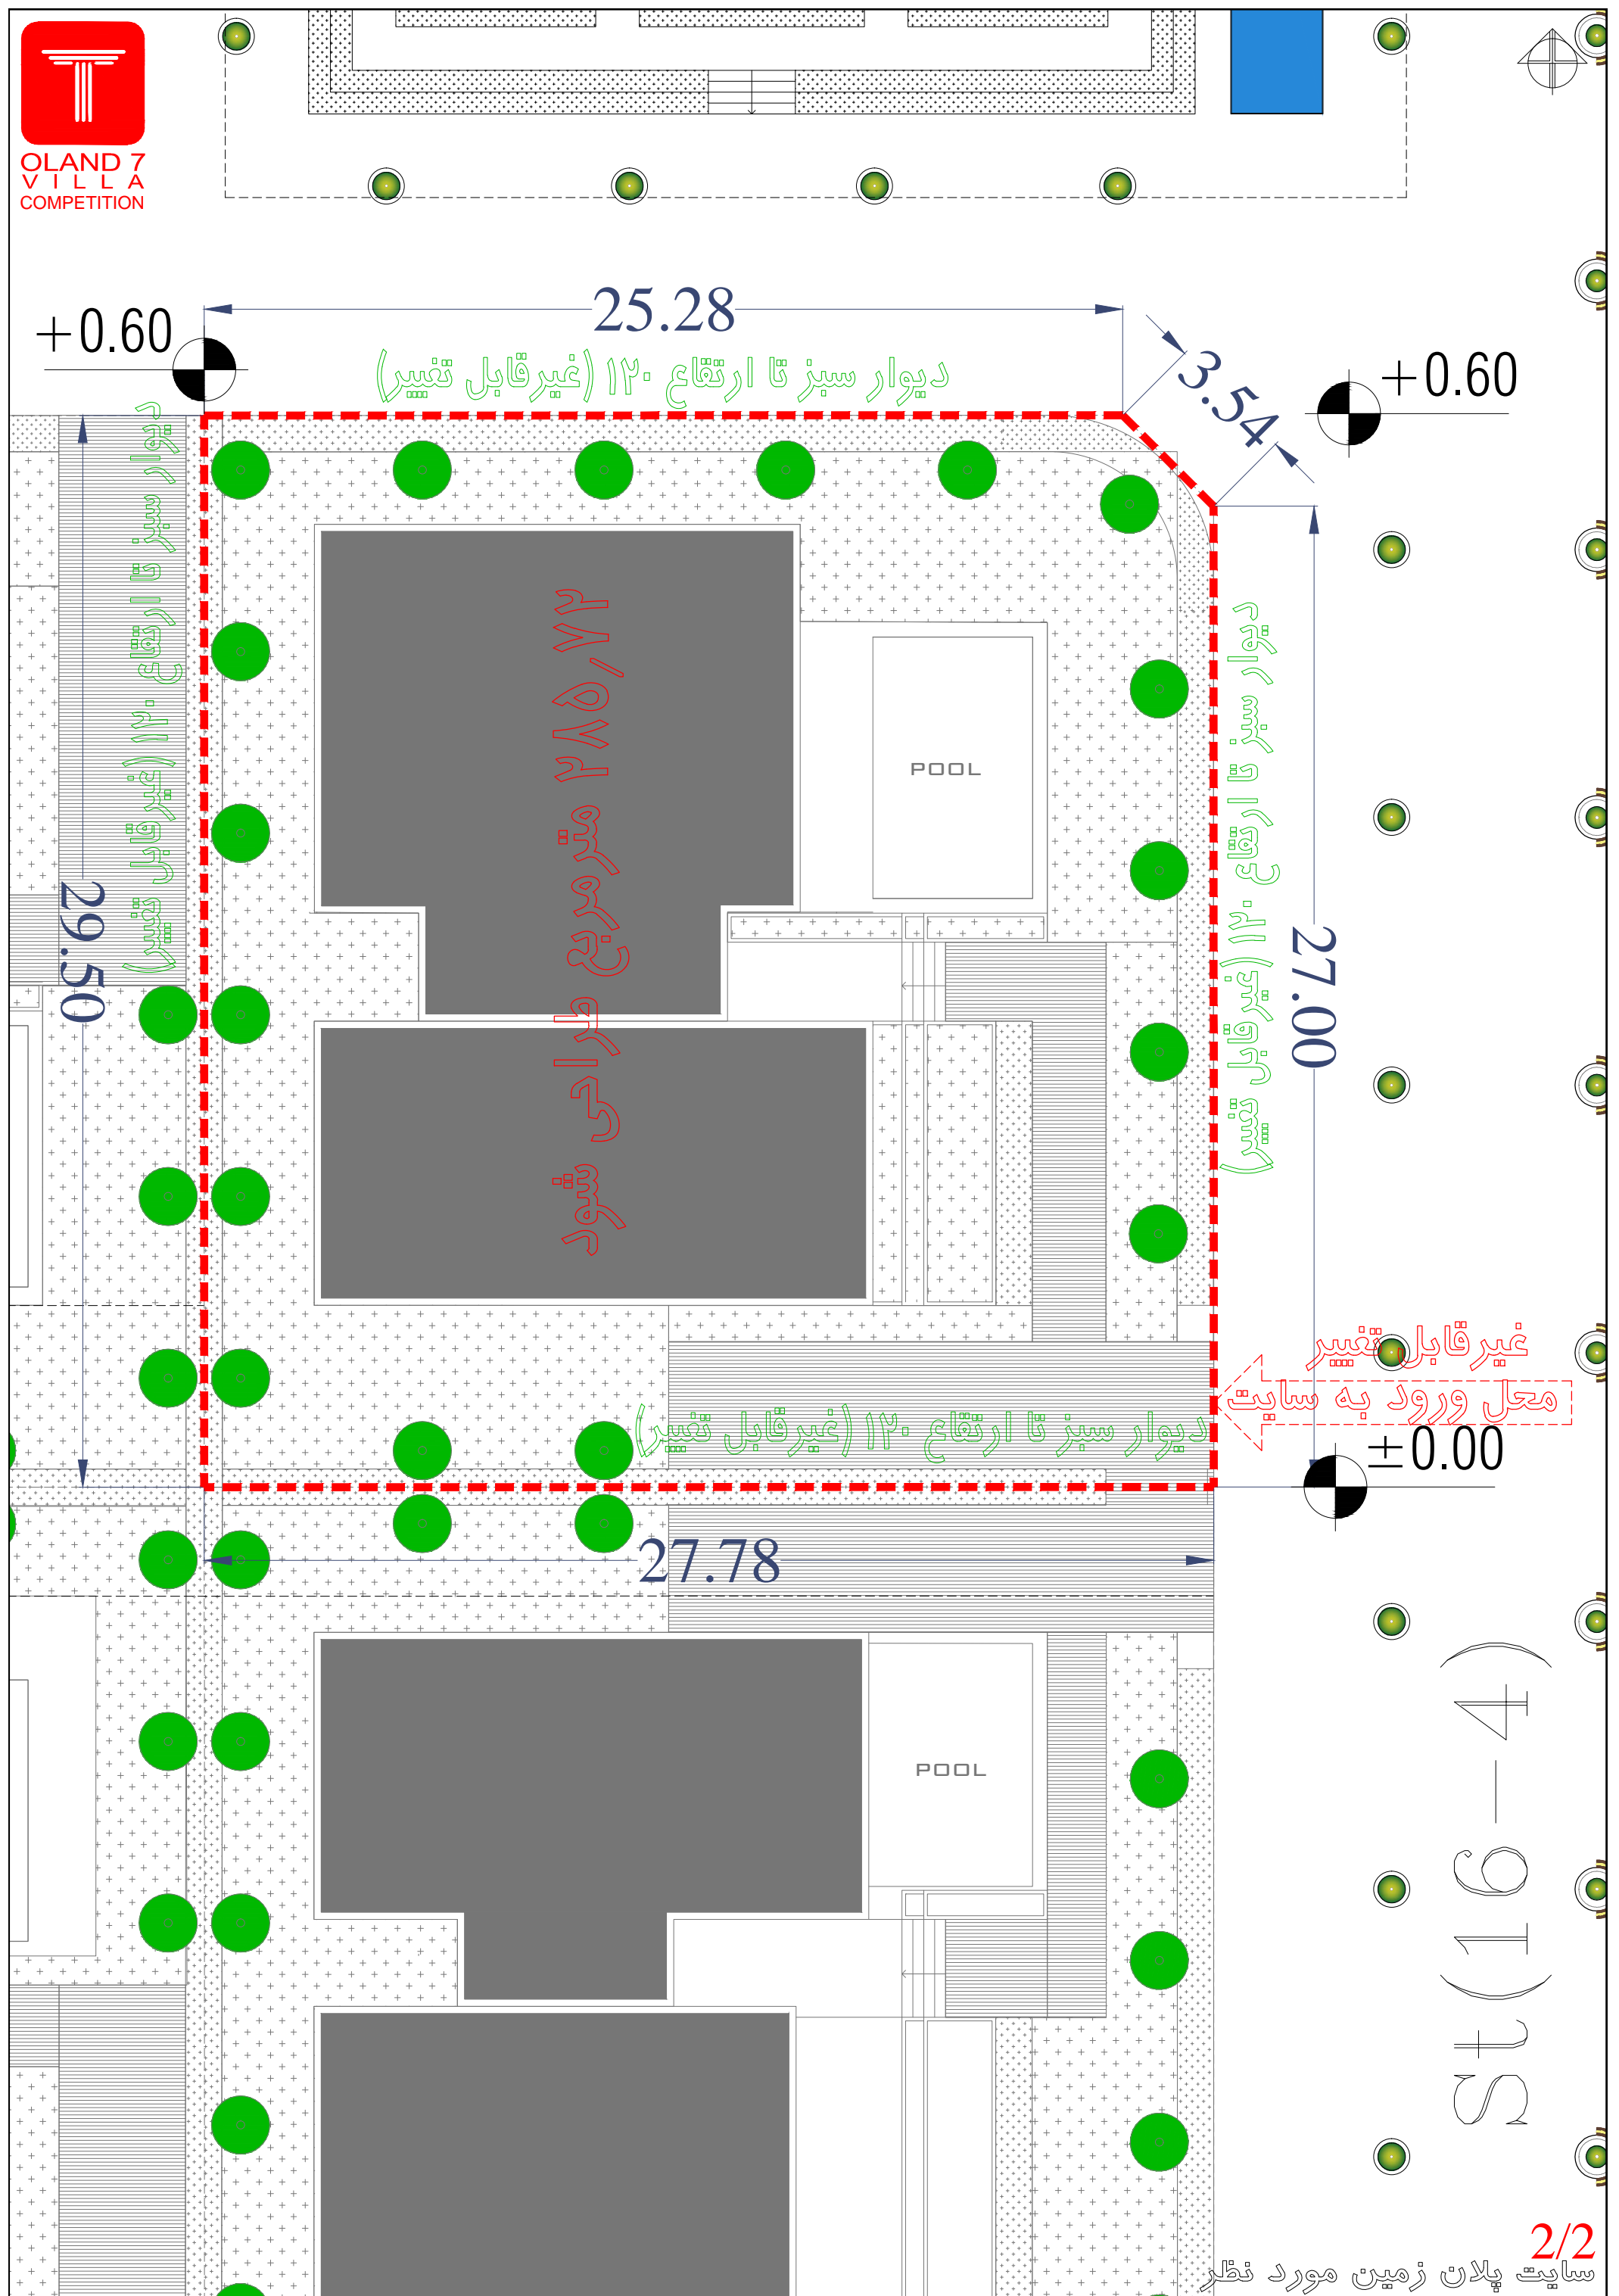 OLAND 7
VILLA
COMPETITION
25.28
+0.60
دیوار سبز تا ارتفاع ۱۲۰ (غیرقابل تغییر)
3.54
+0.60
دیوار سبز تا ارتفاع ۱۲۰ (غیرقابل تغییر)
29.50
۲۸۵/۷۲ مترمربع طراحی شود
POOL
دیوار سبز تا ارتفاع ۱۲۰ (غیرقابل تغییر)
27.00
غیرقابل تغییر
محل ورود به سایت
دیوار سبز تا ارتفاع ۱۲۰ (غیرقابل تغییر)
±0.00
27.78
POOL
St(16-4)
2/2
سایت پلان زمین مورد نظر